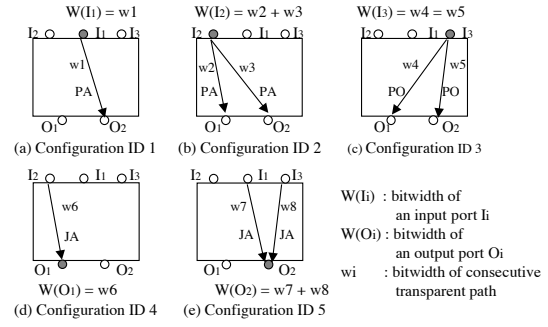 W(I1) = w1
W(I2) = w2 + w3
W(I3) = w4 = w5
I2 I1 I3
I2 I1 I3
I2 I1 I3
w1
w2 w3
w4 w5
PA
PA PA
PO PO
O1 O2
O1 O2
O1 O2
(a) Configuration ID 1
(b) Configuration ID 2
(c) Configuration ID 3
I2 I1 I3
I2 I1 I3
w6
w7 w8
JA
JA JA
O1 O2
O1 O2
W(O1) = w6
W(O2) = w7 + w8
(d) Configuration ID 4
(e) Configuration ID 5
W(Ii) : bitwidth of
an input port Ii
W(Oi) : bitwidth of
an output port Oi
wi : bitwidth of consecutive
transparent path